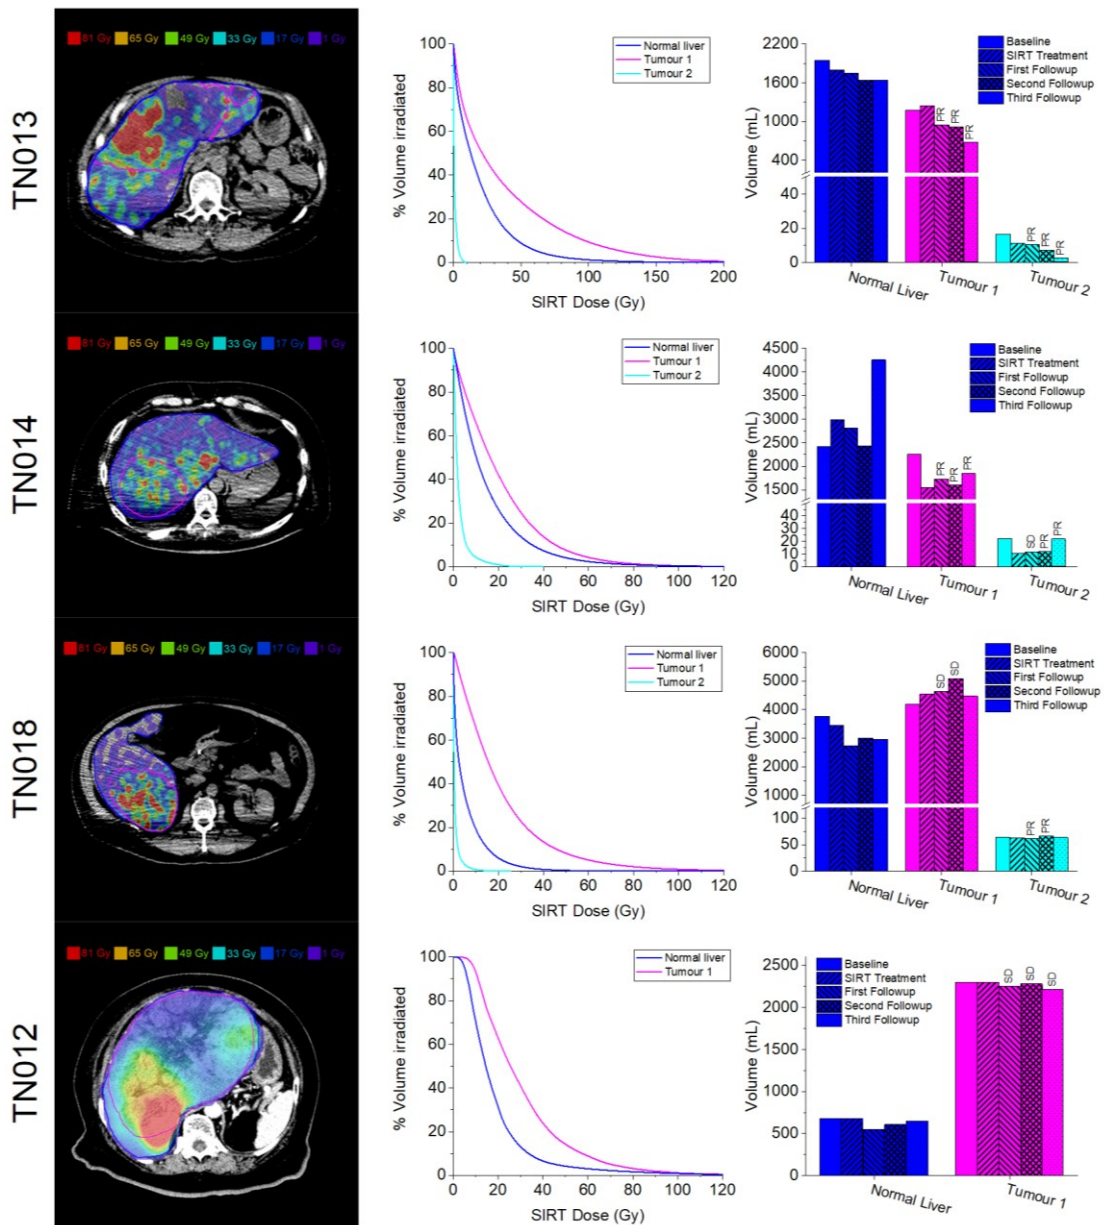 TN013
81 Gy 65 Gy 49 Gy 33 Gy 17 Gy 1 Gy
100
80
60
40
20
0
% Volume irradiated
0 50 100 150 200
SIRT Dose (Gy)
Normal liver
Tumour 1
Tumour 2
2200
1600
1000
400
40
20
0
Volume (mL)
Baseline
SIRT Treatment
First Followup
Second Followup
Third Followup
PR PR PR
PR PR PR
Normal Liver Tumour 1 Tumour 2
TN014
81 Gy 65 Gy 49 Gy 33 Gy 17 Gy 1 Gy
100
80
60
40
20
0
% Volume irradiated
0 20 40 60 80 100 120
SIRT Dose (Gy)
Normal liver
Tumour 1
Tumour 2
4500
4000
3500
3000
2500
2000
1500
40
30
20
10
0
Volume (mL)
Baseline
SIRT Treatment
First Followup
Second Followup
Third Followup
PR PR PR
SD PR PR
Normal Liver Tumour 1 Tumour 2
TN018
81 Gy 65 Gy 49 Gy 33 Gy 17 Gy 1 Gy
100
80
60
40
20
0
% Volume irradiated
0 20 40 60 80 100 120
SIRT Dose (Gy)
Normal liver
Tumour 1
Tumour 2
6000
5000
4000
3000
2000
1000
100
50
0
Volume (mL)
Baseline
SIRT Treatment
First Followup
Second Followup
Third Followup
SD SD
PR PR
Normal Liver Tumour 1 Tumour 2
TN012
81 Gy 65 Gy 49 Gy 33 Gy 17 Gy 1 Gy
100
80
60
40
20
0
% Volume irradiated
0 20 40 60 80 100 120
SIRT Dose (Gy)
Normal liver
Tumour 1
2500
2000
1500
1000
500
0
Volume (mL)
Baseline
SIRT Treatment
First Followup
Second Followup
Third Followup
SD SD SD
Normal Liver Tumour 1